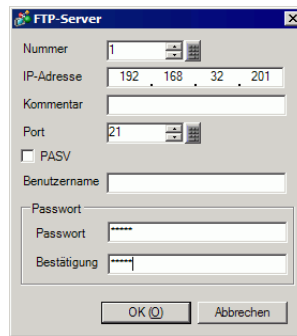 FTP-Server
Nummer 1
IP-Adresse 192 . 168 . 32 . 201
Kommentar
Port 21
PASV
Benutzername
Passwort
Passwort *****
Bestätigung *****
OK (O) Abbrechen